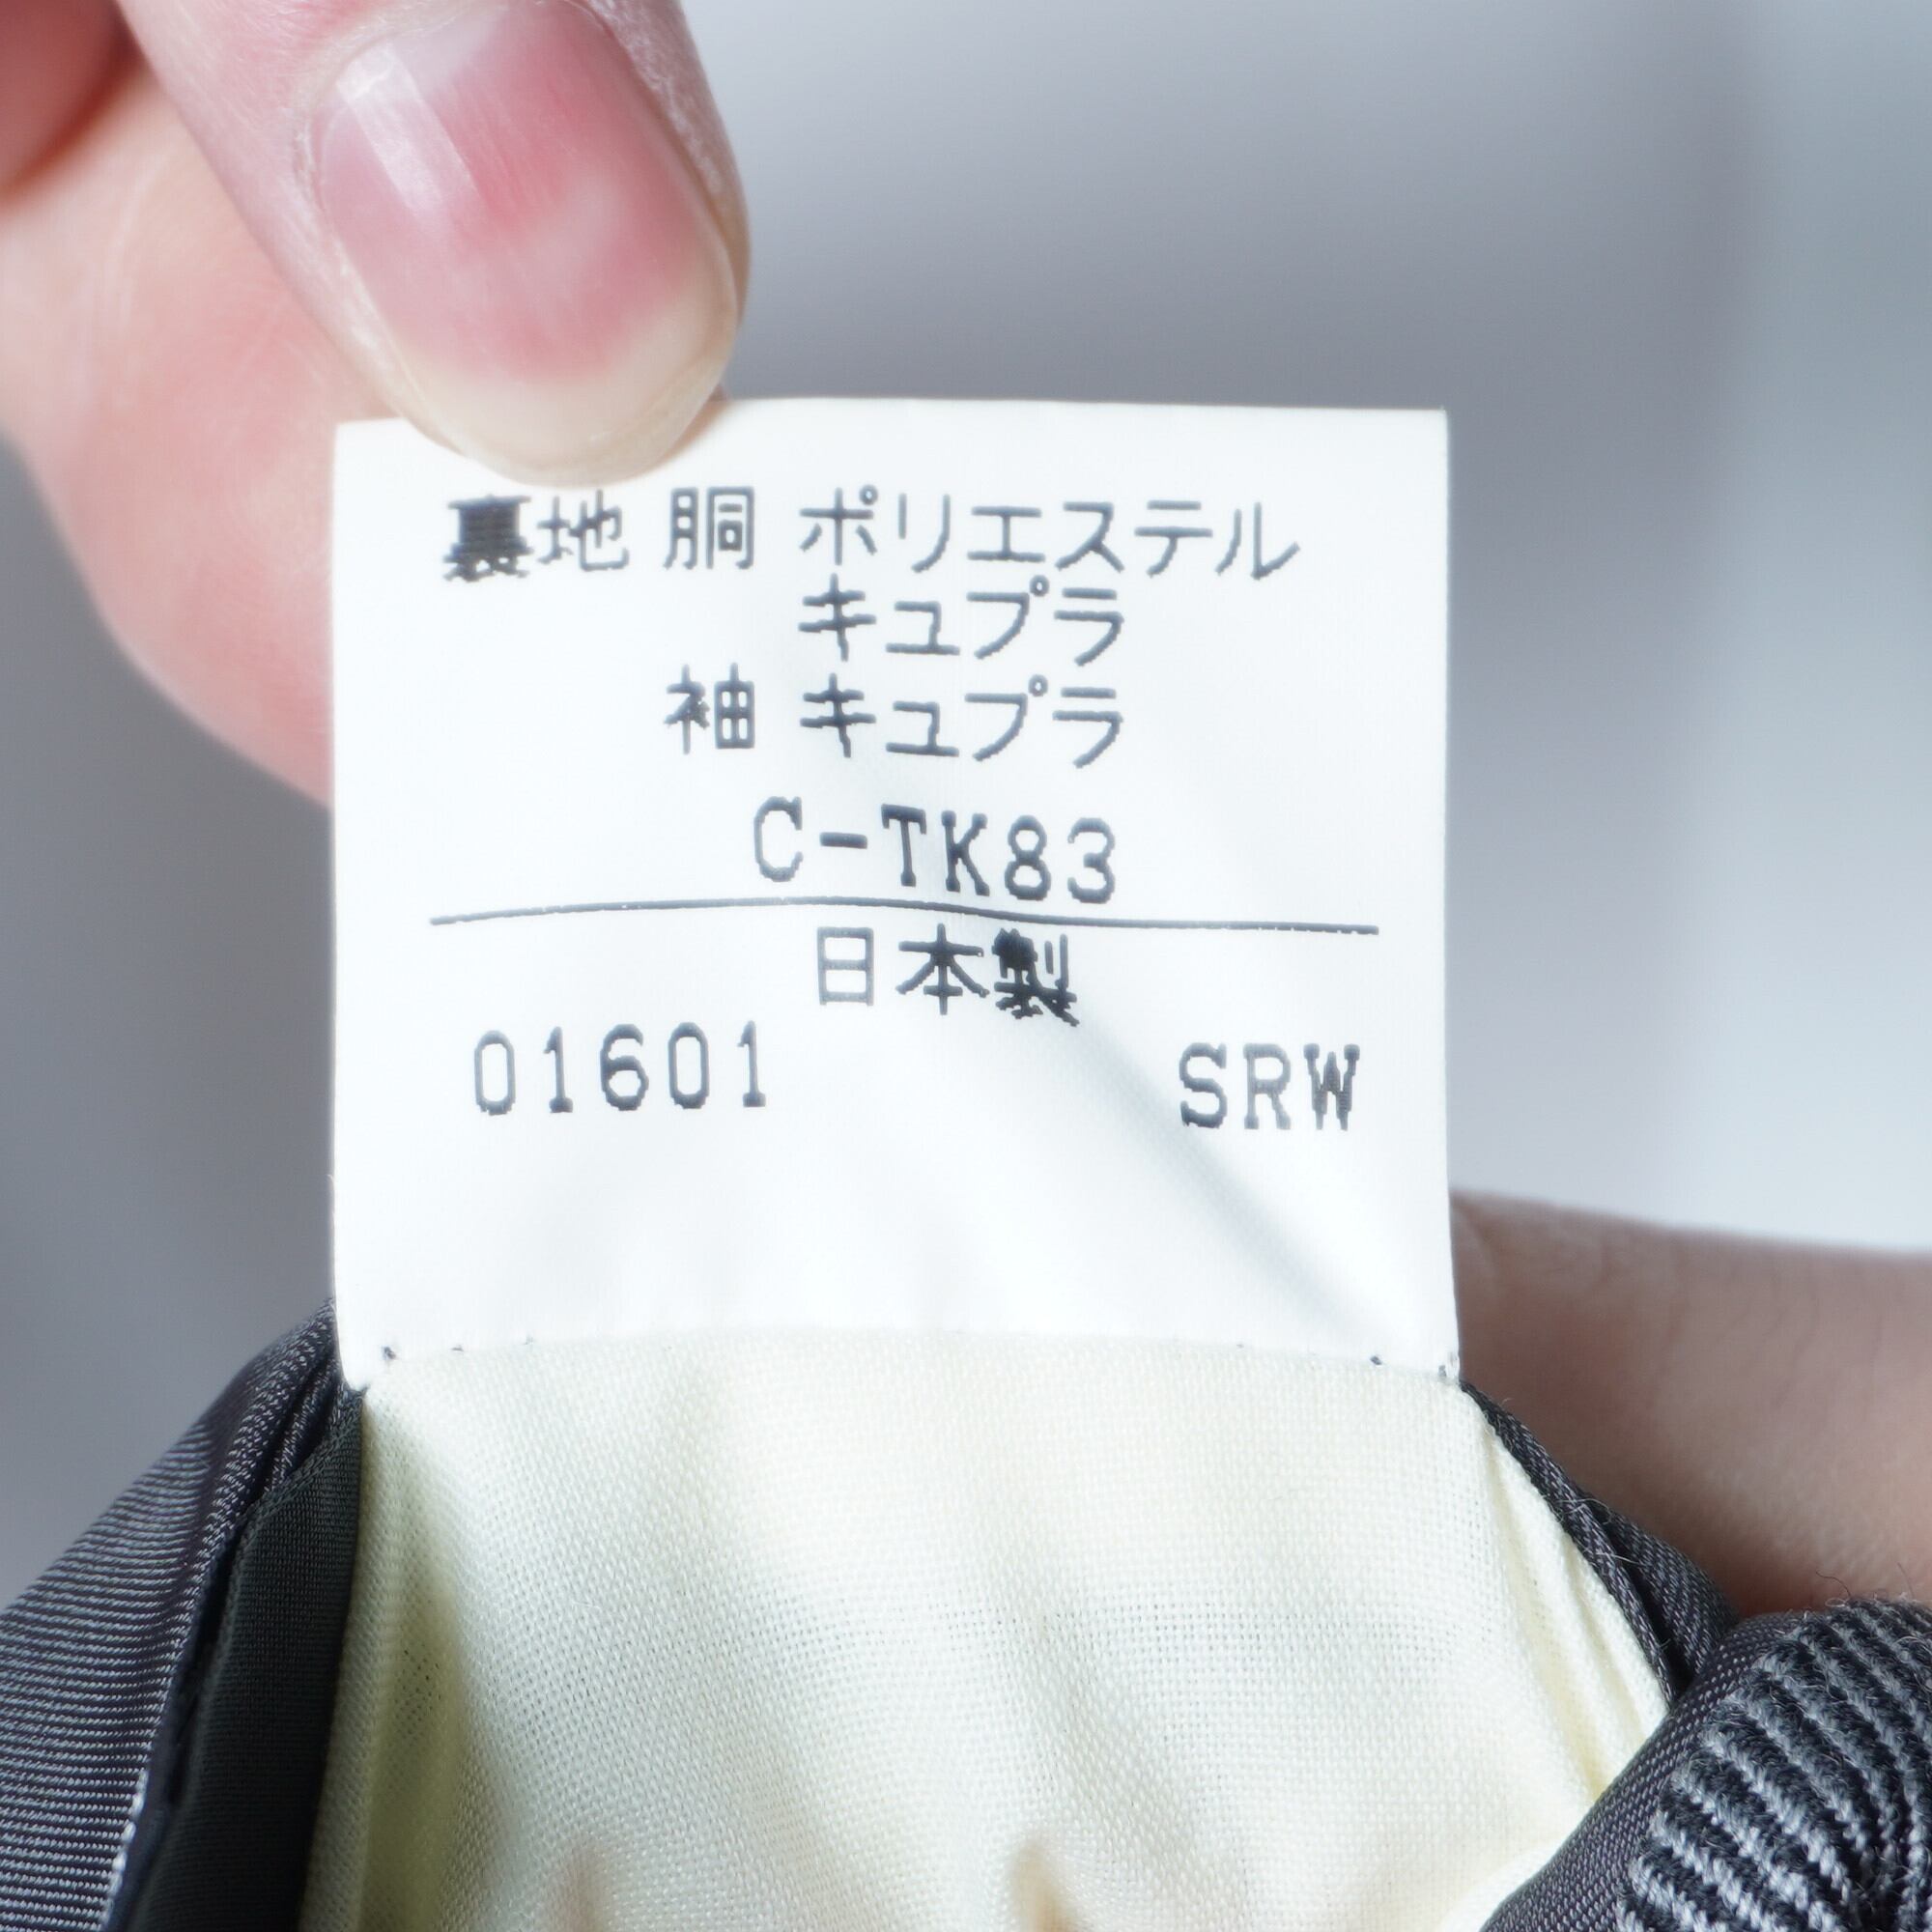 裏地 胴 ポリエステル
キュプラ
袖 キュプラ
C-TK83
日本製
01601 SRW